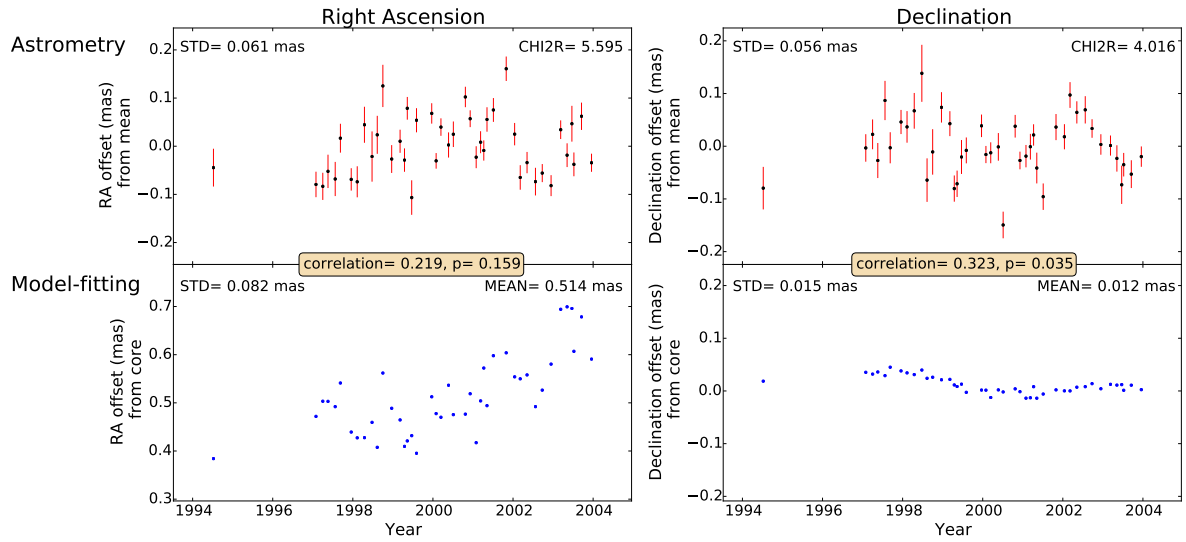 Right Ascension
Declination
Astrometry
STD= 0.061 mas
CHI2R= 5.595
STD= 0.056 mas
CHI2R= 4.016
RA offset (mas)
from mean
0.2
0.1
0.0
−0.1
−0.2
Declination offset (mas)
from mean
0.2
0.1
0.0
−0.1
−0.2
correlation= 0.219, p= 0.159
correlation= 0.323, p= 0.035
Model-fitting
STD= 0.082 mas
MEAN= 0.514 mas
STD= 0.015 mas
MEAN= 0.012 mas
RA offset (mas)
from core
0.7
0.6
0.5
0.4
0.3
Declination offset (mas)
from core
0.2
0.1
0.0
−0.1
−0.2
1994 1996 1998 2000 2002 2004
Year
1994 1996 1998 2000 2002 2004
Year